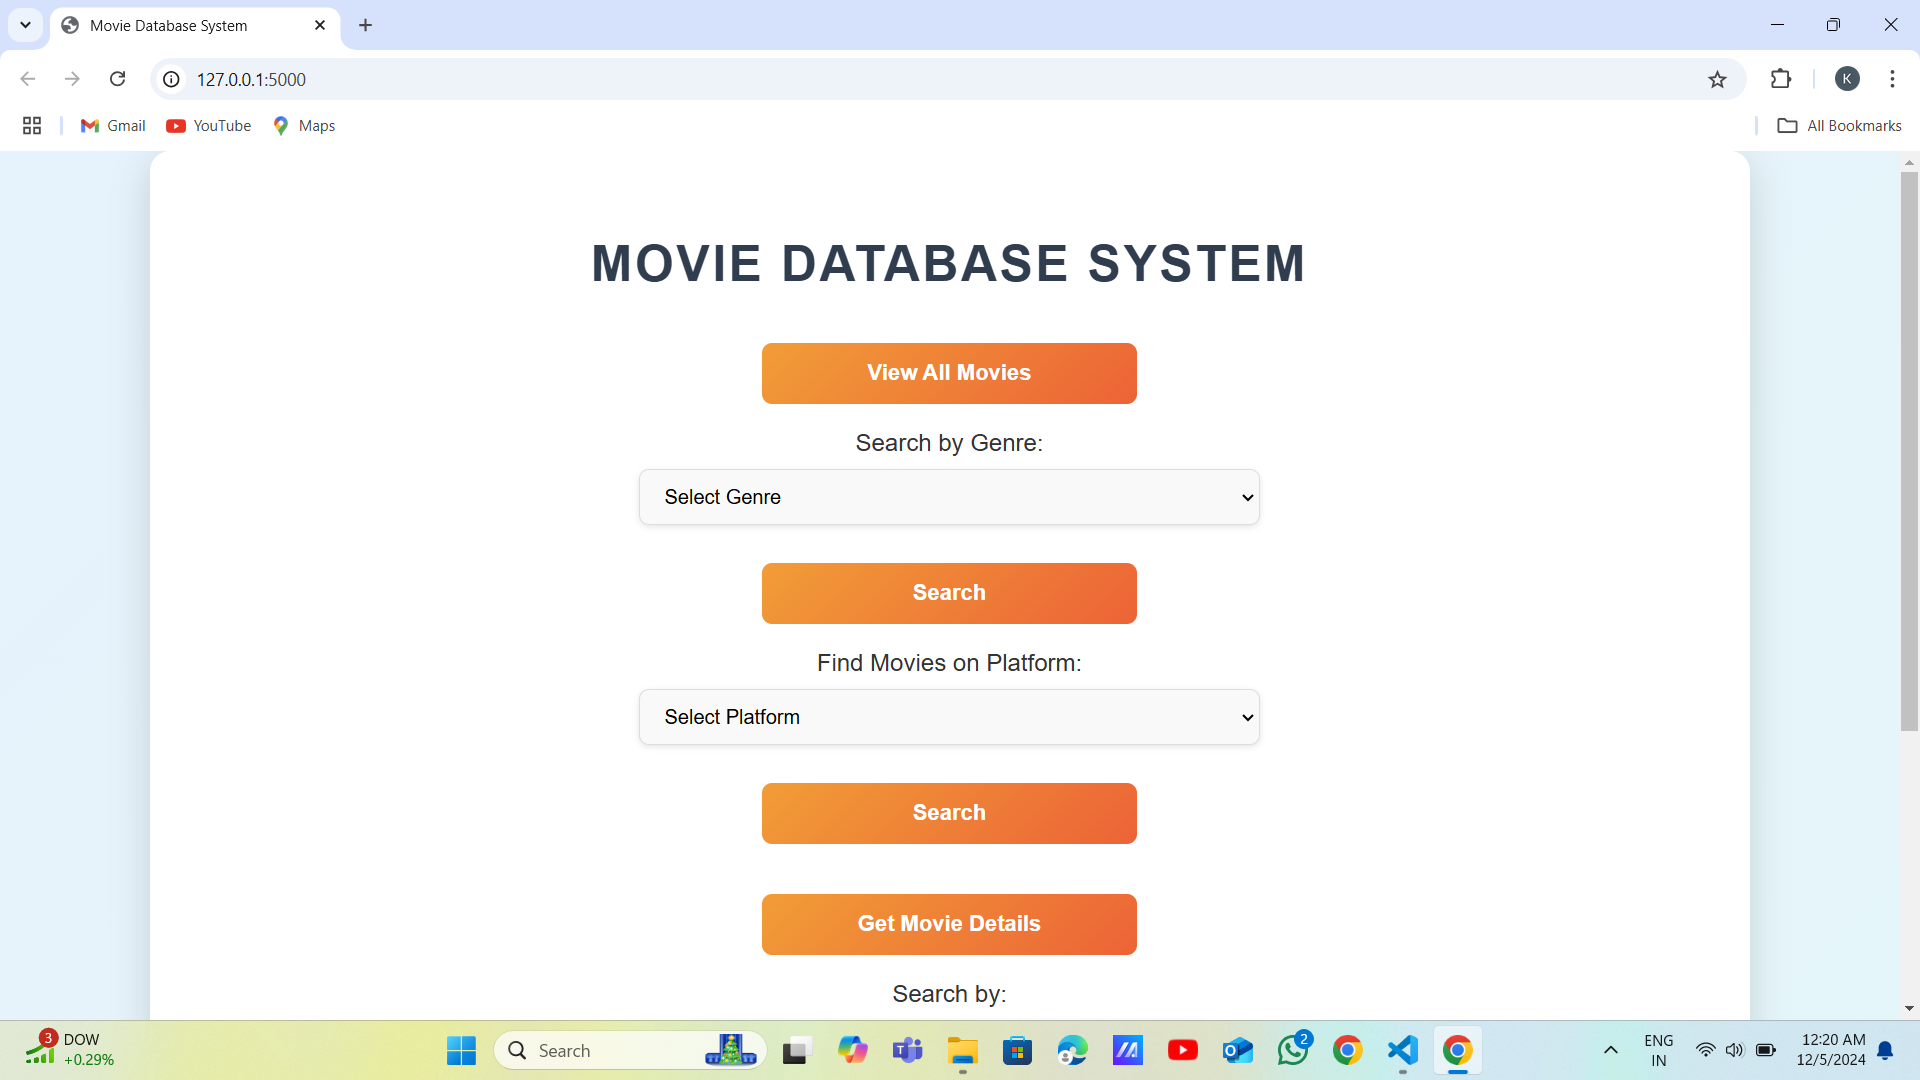 Movie Database System
127.0.0.1:5000
K
Gmail
YouTube
Maps
All Bookmarks
MOVIE DATABASE SYSTEM
View All Movies
Search by Genre:
Select Genre
Search
Find Movies on Platform:
Select Platform
Search
Get Movie Details
Search by:
3
DOW
+0.29%
Search
2
ENG
IN
12:20 AM
12/5/2024